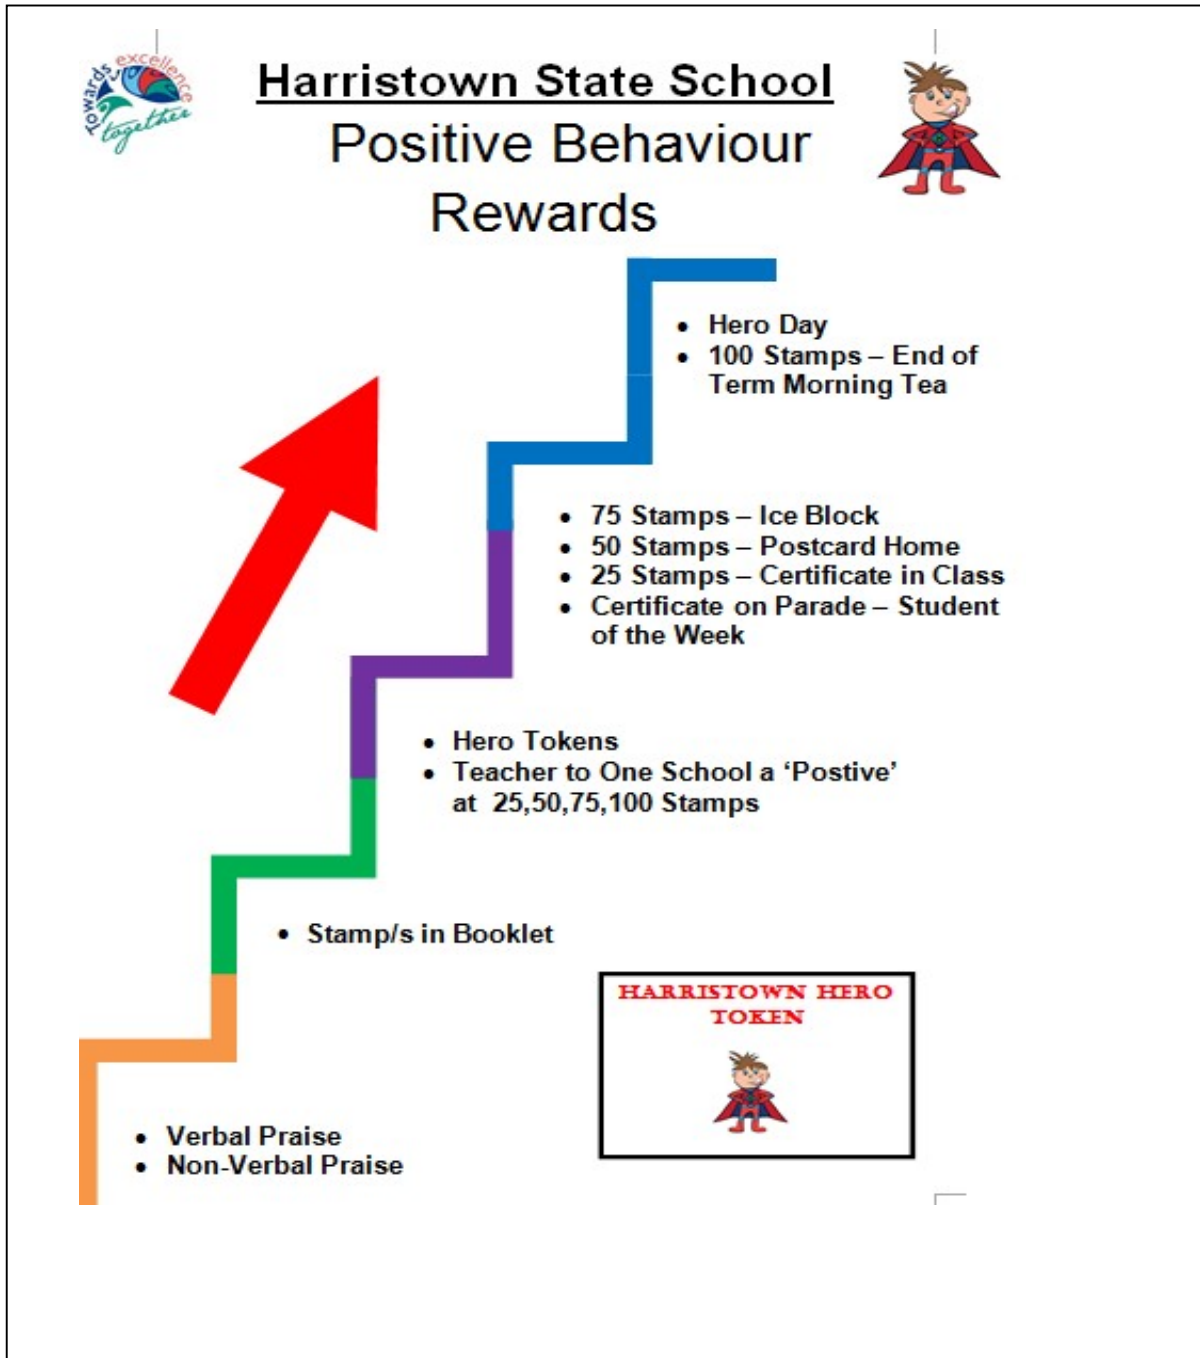 Towards excellence
together
Harristown State School
Positive Behaviour
Rewards
• Hero Day
• 100 Stamps – End of
Term Morning Tea
• 75 Stamps – Ice Block
• 50 Stamps – Postcard Home
• 25 Stamps – Certificate in Class
• Certificate on Parade – Student
of the Week
• Hero Tokens
• Teacher to One School a ‘Postive’
at 25,50,75,100 Stamps
• Stamp/s in Booklet
HARRISTOWN HERO
TOKEN
• Verbal Praise
• Non-Verbal Praise